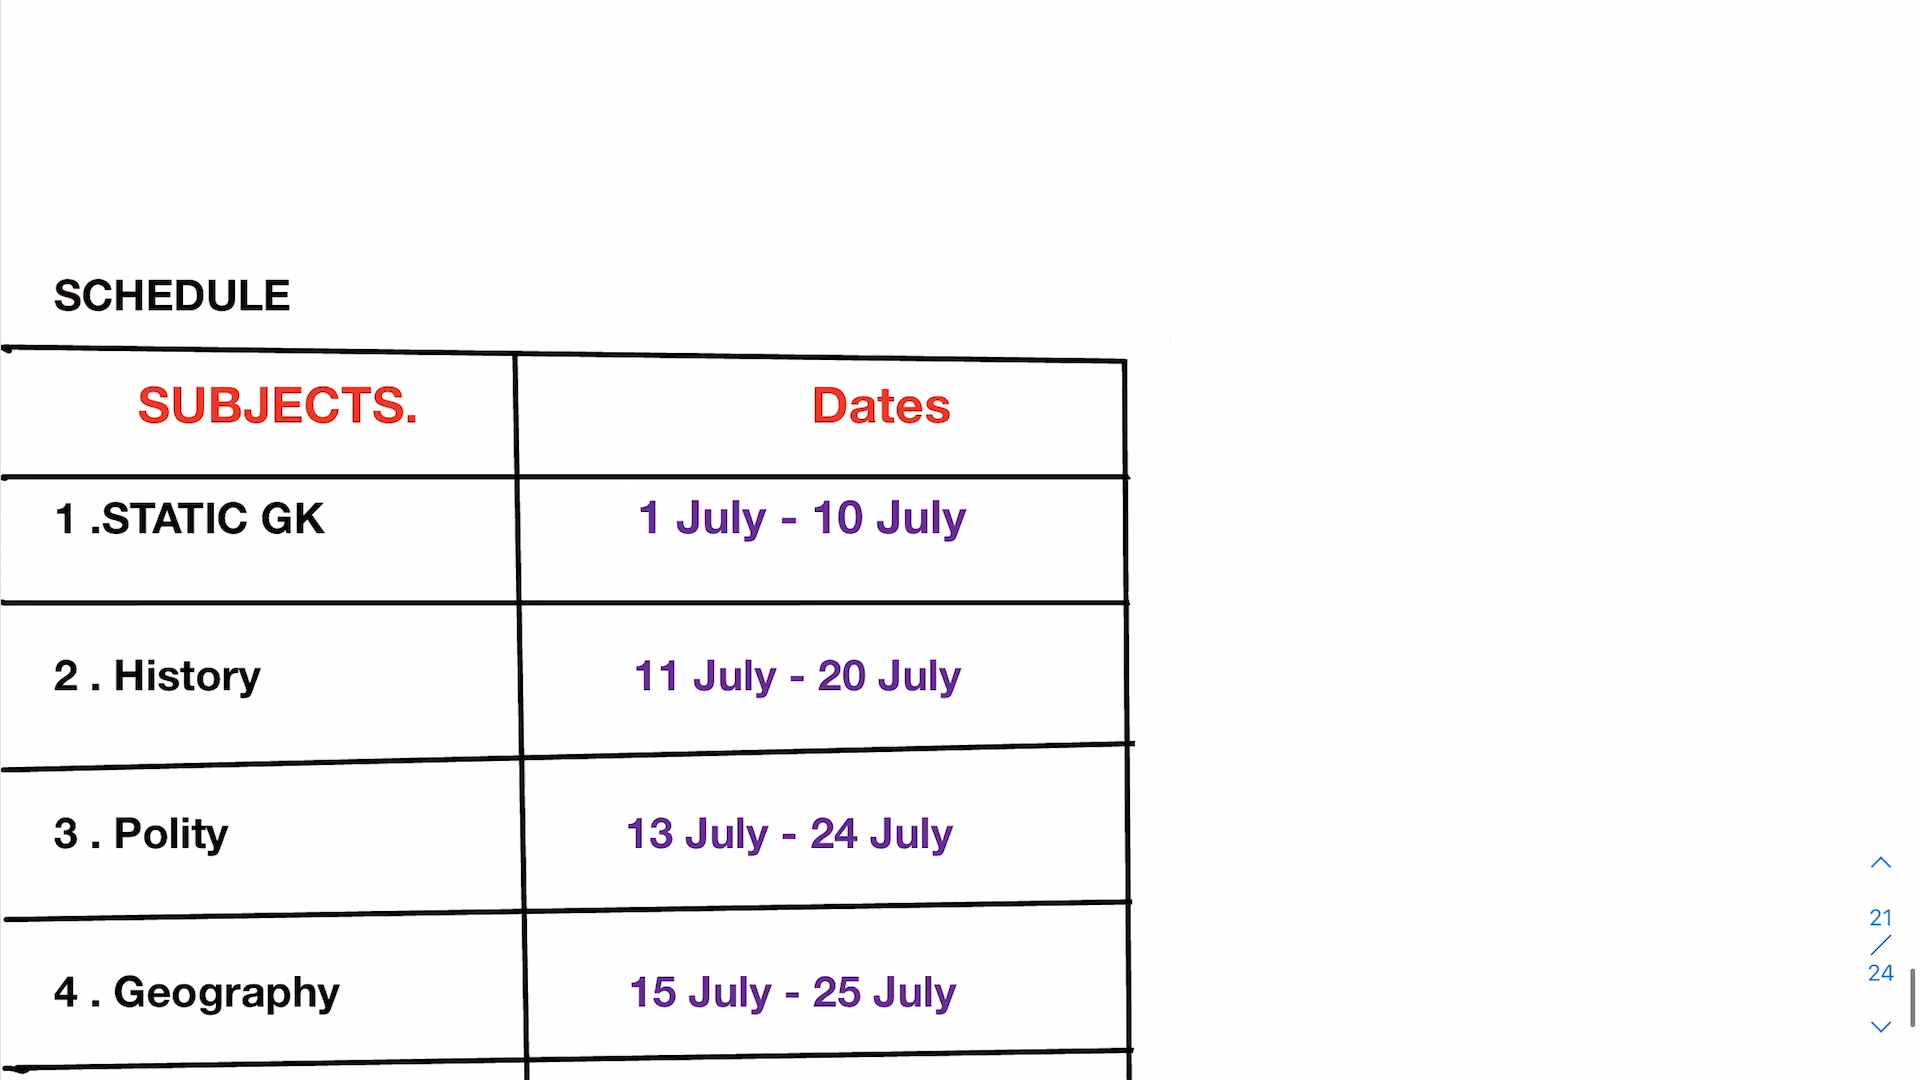 SCHEDULE
SUBJECTS. Dates
1 .STATIC GK 1 July - 10 July
2 . History 11 July - 20 July
3 . Polity 13 July - 24 July
4 . Geography 15 July - 25 July
21
/
24